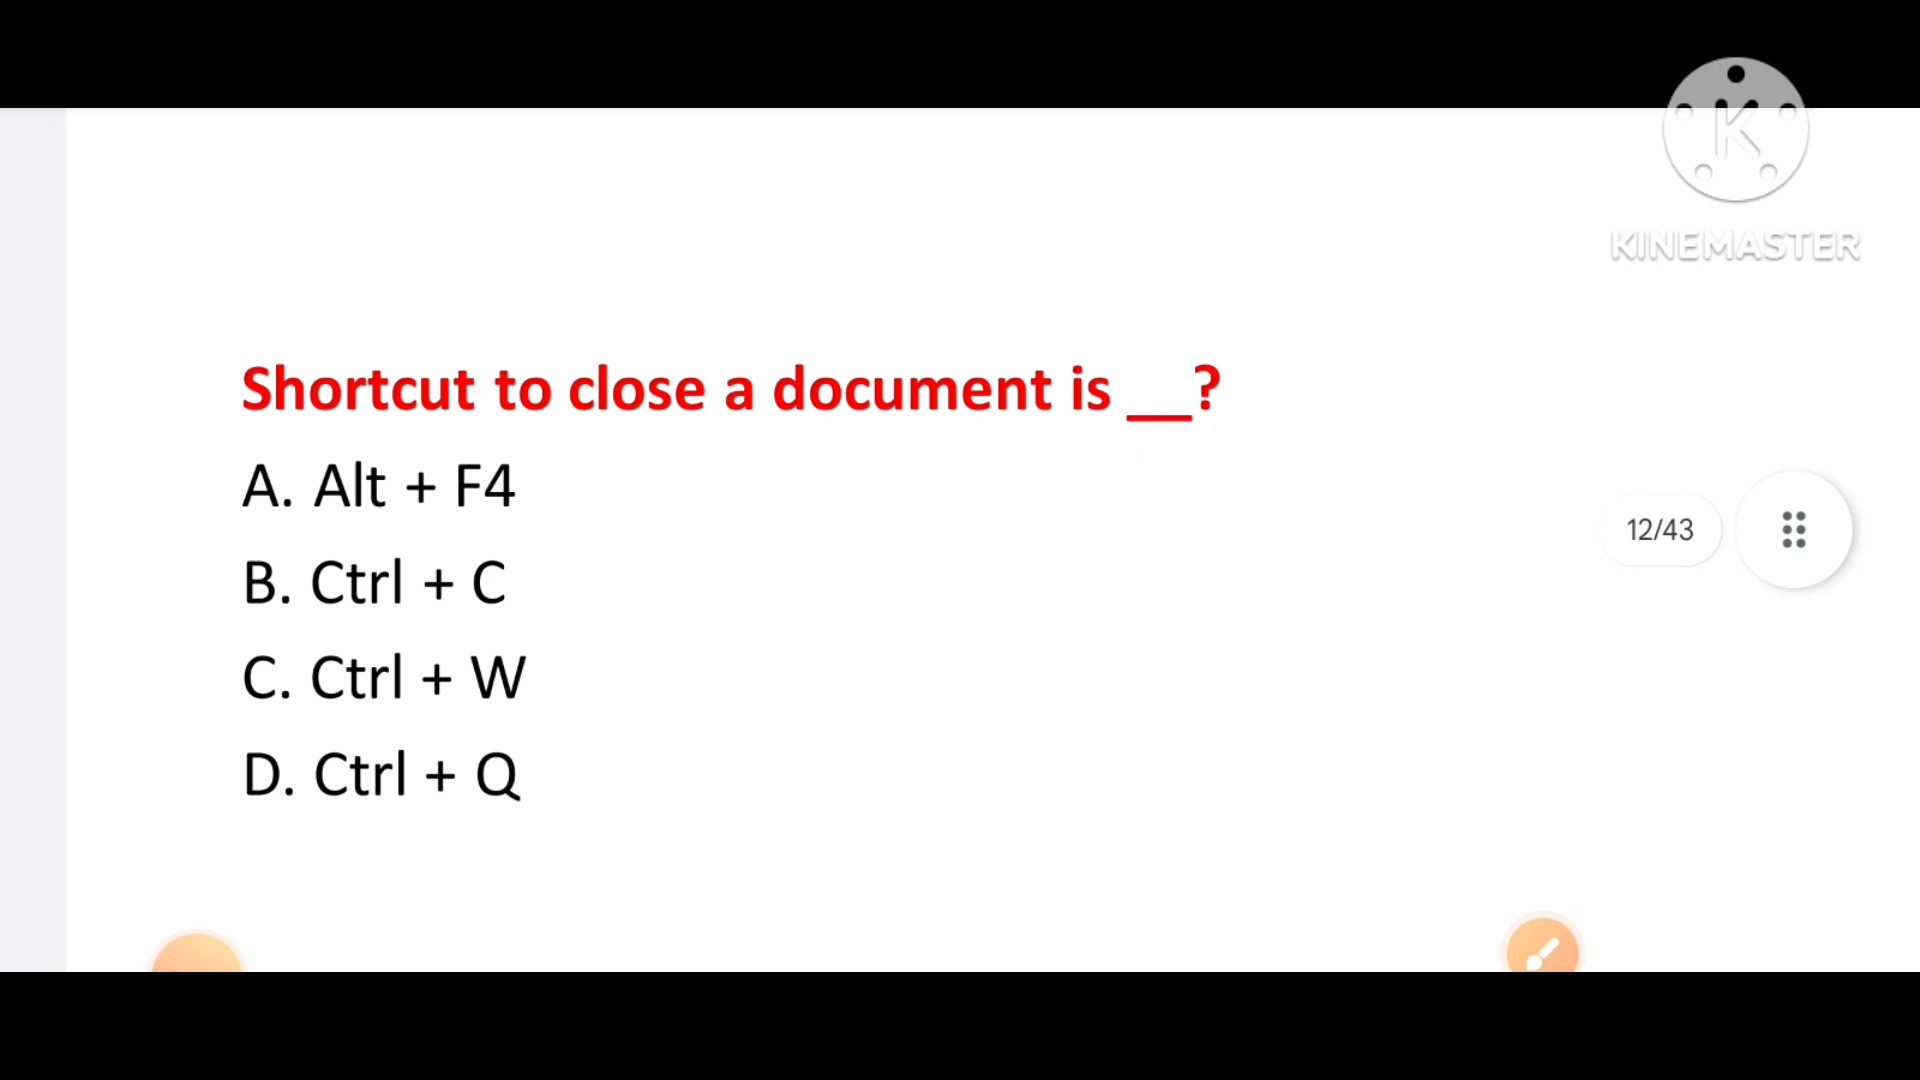 K
KINEMASTER
Shortcut to close a document is __?
A. Alt + F4
12/43
B. Ctrl + C
C. Ctrl + W
D. Ctrl + Q